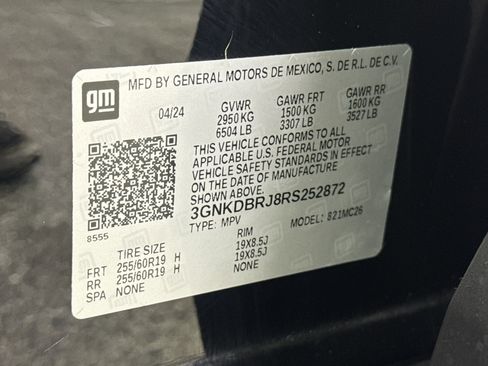 gm
MFD BY GENERAL MOTORS DE MEXICO, S. DE R.L. DE C.V.
04/24 GVWR GAWR FRT GAWR RR
2950 KG 1500 KG 1600 KG
6504 LB 3307 LB 3527 LB
THIS VEHICLE CONFORMS TO ALL
APPLICABLE U.S. FEDERAL MOTOR
VEHICLE SAFETY STANDARDS IN EFFECT
ON THE DATE OF MANUFACTURE
SHOWN ABOVE.
3GNKDBRJ8RS252872
TYPE: MPV MODEL: 821MC26
8555
TIRE SIZE RIM
FRT 255/60R19 H 19X8.5J
RR 255/60R19 H 19X8.5J
SPA NONE NONE